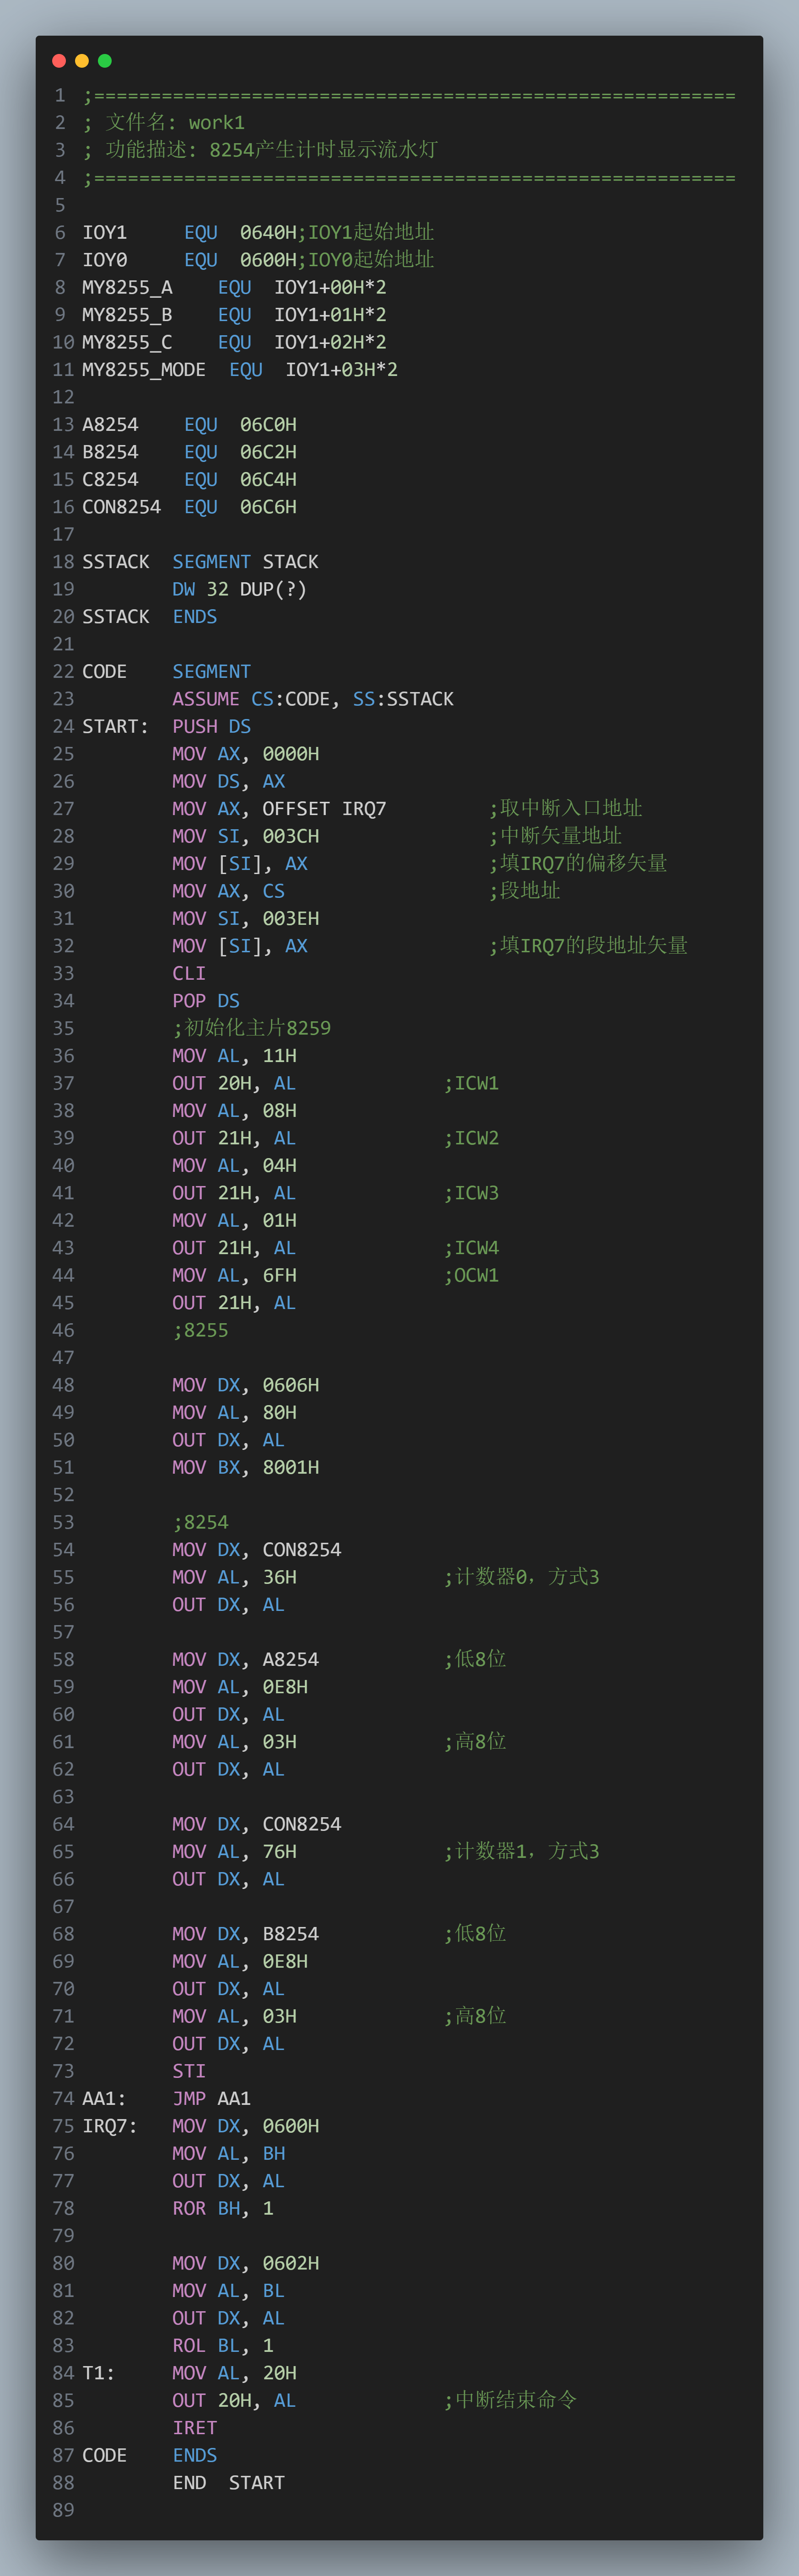 1 ;=========================================================
2 ; 文件名: work1
3 ; 功能描述: 8254产生计时显示流水灯
4 ;=========================================================
5
6 IOY1     EQU  0640H;IOY1起始地址
7 IOY0     EQU  0600H;IOY0起始地址
8 MY8255_A    EQU  IOY1+00H*2
9 MY8255_B    EQU  IOY1+01H*2
10 MY8255_C    EQU  IOY1+02H*2
11 MY8255_MODE  EQU  IOY1+03H*2
12
13 A8254    EQU  06C0H
14 B8254    EQU  06C2H
15 C8254    EQU  06C4H
16 CON8254  EQU  06C6H
17
18 SSTACK  SEGMENT STACK
19         DW 32 DUP(?)
20 SSTACK  ENDS
21
22 CODE    SEGMENT
23         ASSUME CS:CODE, SS:SSTACK
24 START:  PUSH DS
25         MOV AX, 0000H
26         MOV DS, AX
27         MOV AX, OFFSET IRQ7         ;取中断入口地址
28         MOV SI, 003CH               ;中断矢量地址
29         MOV [SI], AX                ;填IRQ7的偏移矢量
30         MOV AX, CS                  ;段地址
31         MOV SI, 003EH
32         MOV [SI], AX                ;填IRQ7的段地址矢量
33         CLI
34         POP DS
35         ;初始化主片8259
36         MOV AL, 11H
37         OUT 20H, AL             ;ICW1
38         MOV AL, 08H
39         OUT 21H, AL             ;ICW2
40         MOV AL, 04H
41         OUT 21H, AL             ;ICW3
42         MOV AL, 01H
43         OUT 21H, AL             ;ICW4
44         MOV AL, 6FH             ;OCW1
45         OUT 21H, AL
46         ;8255
47
48         MOV DX, 0606H
49         MOV AL, 80H
50         OUT DX, AL
51         MOV BX, 8001H
52
53         ;8254
54         MOV DX, CON8254
55         MOV AL, 36H             ;计数器0，方式3
56         OUT DX, AL
57
58         MOV DX, A8254           ;低8位
59         MOV AL, 0E8H
60         OUT DX, AL
61         MOV AL, 03H             ;高8位
62         OUT DX, AL
63
64         MOV DX, CON8254
65         MOV AL, 76H             ;计数器1，方式3
66         OUT DX, AL
67
68         MOV DX, B8254           ;低8位
69         MOV AL, 0E8H
70         OUT DX, AL
71         MOV AL, 03H             ;高8位
72         OUT DX, AL
73         STI
74 AA1:    JMP AA1
75 IRQ7:   MOV DX, 0600H
76         MOV AL, BH
77         OUT DX, AL
78         ROR BH, 1
79
80         MOV DX, 0602H
81         MOV AL, BL
82         OUT DX, AL
83         ROL BL, 1
84 T1:     MOV AL, 20H
85         OUT 20H, AL             ;中断结束命令
86         IRET
87 CODE    ENDS
88         END  START
89